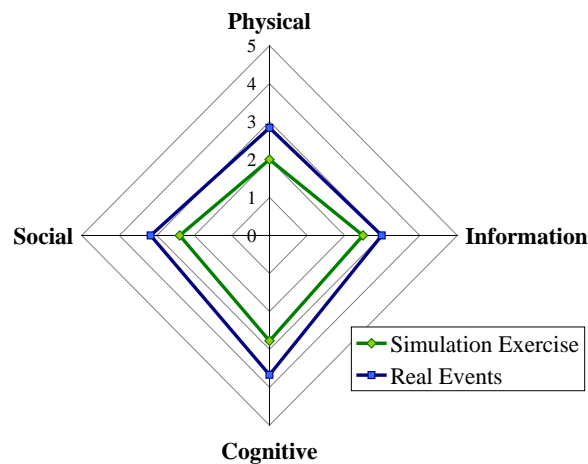 Physical
5
4
3
2
1
0
Social
Information
Simulation Exercise
Real Events
Cognitive